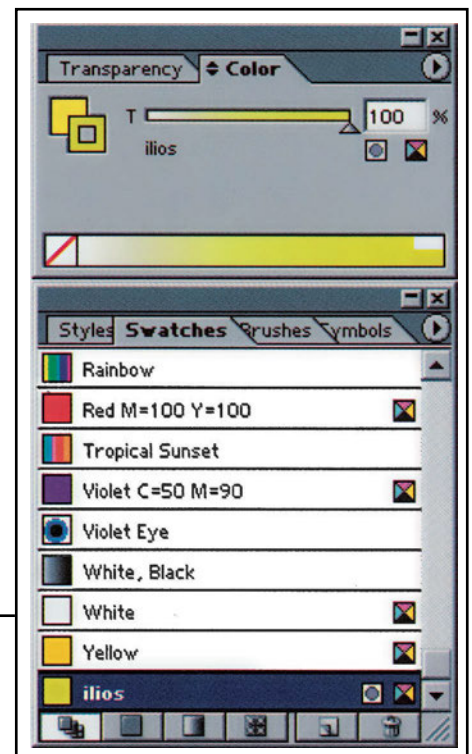 Transparency Color
T 100 %
ilios
Styles Swatches Brushes Symbols
Rainbow
Red M=100 Y=100
Tropical Sunset
Violet C=50 M=90
Violet Eye
White, Black
White
Yellow
ilios